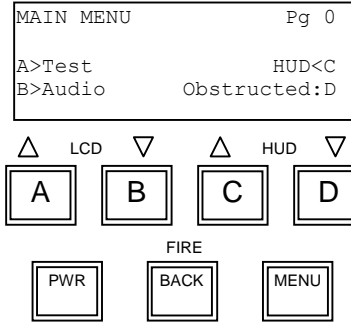 MAIN MENU Pg 0
A>Test HUD<C
B>Audio Obstructed:D
△ LCD ▽ △ HUD ▽
A B C D
FIRE
PWR BACK MENU